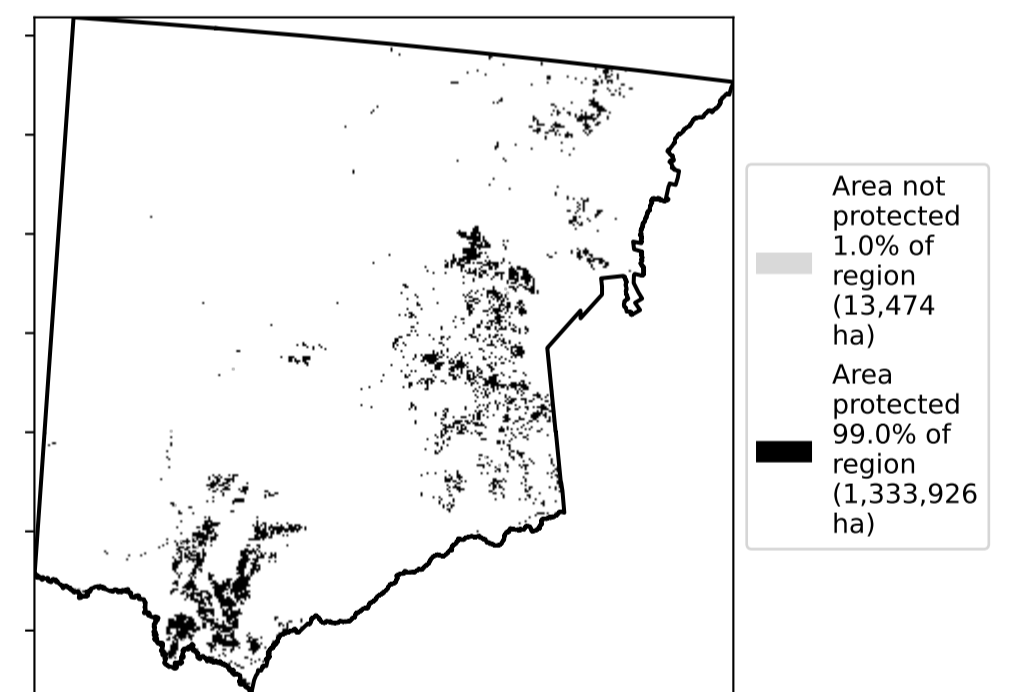 Area not
protected
1.0% of
region
(13,474
ha)
Area
protected
99.0% of
region
(1,333,926
ha)